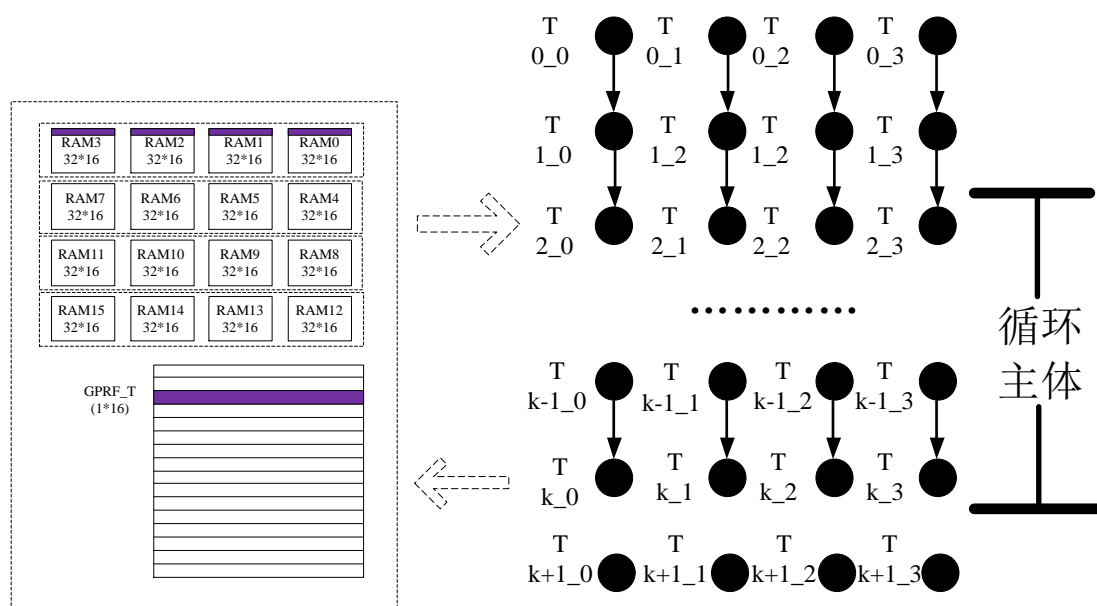 T T T T
0_0 0_1 0_2 0_3
T T T T
1_0 1_2 1_2 1_3
T T T T
2_0 2_1 2_2 2_3
RAM3 RAM2 RAM1 RAM0
32*16 32*16 32*16 32*16
RAM7 RAM6 RAM5 RAM4
32*16 32*16 32*16 32*16
RAM11 RAM10 RAM9 RAM8
32*16 32*16 32*16 32*16
RAM15 RAM14 RAM13 RAM12
32*16 32*16 32*16 32*16
GPRF_T
(1*16)
............
T T T T
k-1_0 k-1_1 k-1_2 k-1_3
T T T T
k_0 k_1 k_2 k_3
T T T T
k+1_0 k+1_1 k+1_2 k+1_3
循环
主体